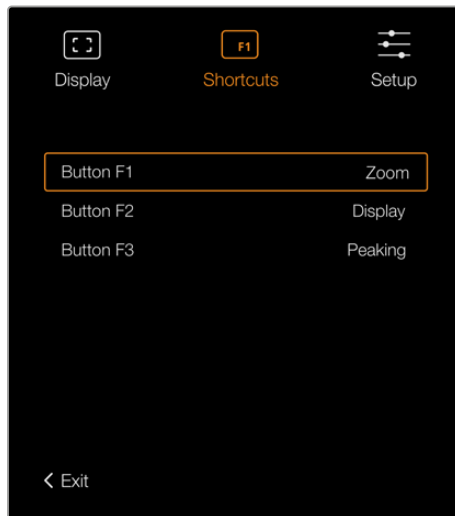 F1
Display Shortcuts Setup
Button F1 Zoom
Button F2 Display
Button F3 Peaking
Exit